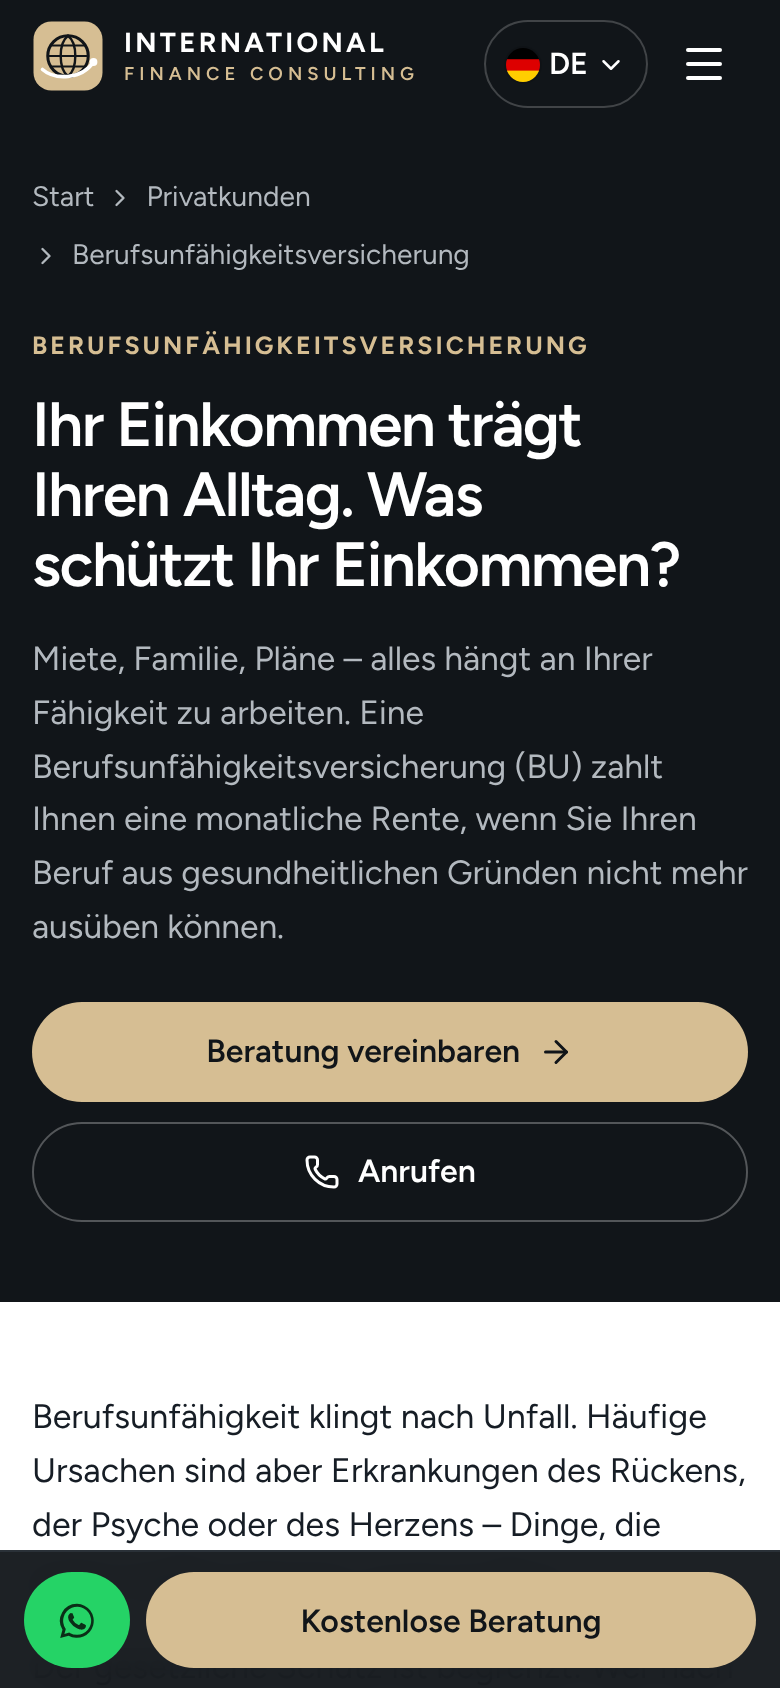 INTERNATIONAL
FINANCE CONSULTING
DE
Start > Privatkunden
> Berufsunfähigkeitsversicherung
BERUFSUNFÄHIGKEITSVERSICHERUNG
Ihr Einkommen trägt
Ihren Alltag. Was
schützt Ihr Einkommen?
Miete, Familie, Pläne – alles hängt an Ihrer
Fähigkeit zu arbeiten. Eine
Berufsunfähigkeitsversicherung (BU) zahlt
Ihnen eine monatliche Rente, wenn Sie Ihren
Beruf aus gesundheitlichen Gründen nicht mehr
ausüben können.
Beratung vereinbaren →
Anrufen
Berufsunfähigkeit klingt nach Unfall. Häufige
Ursachen sind aber Erkrankungen des Rückens,
der Psyche oder des Herzens – Dinge, die
Kostenlose Beratung